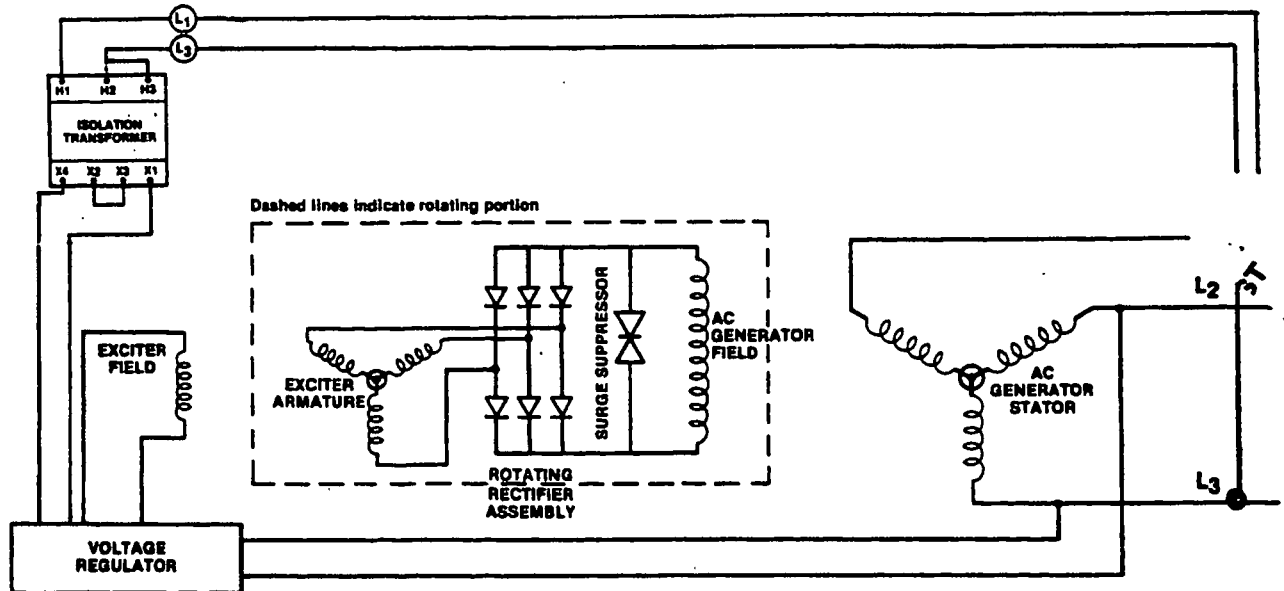 L1
L3
H1 H2 H3
ISOLATION
TRANSFORMER
X4 X2 X3 X1
Dashed lines indicate rotating portion
EXCITER
FIELD
EXCITER
ARMATURE
SURGE SUPPRESSOR
AC
GENERATOR
FIELD
ROTATING
RECTIFIER
ASSEMBLY
L2
AC
GENERATOR
STATOR
L3
VOLTAGE
REGULATOR